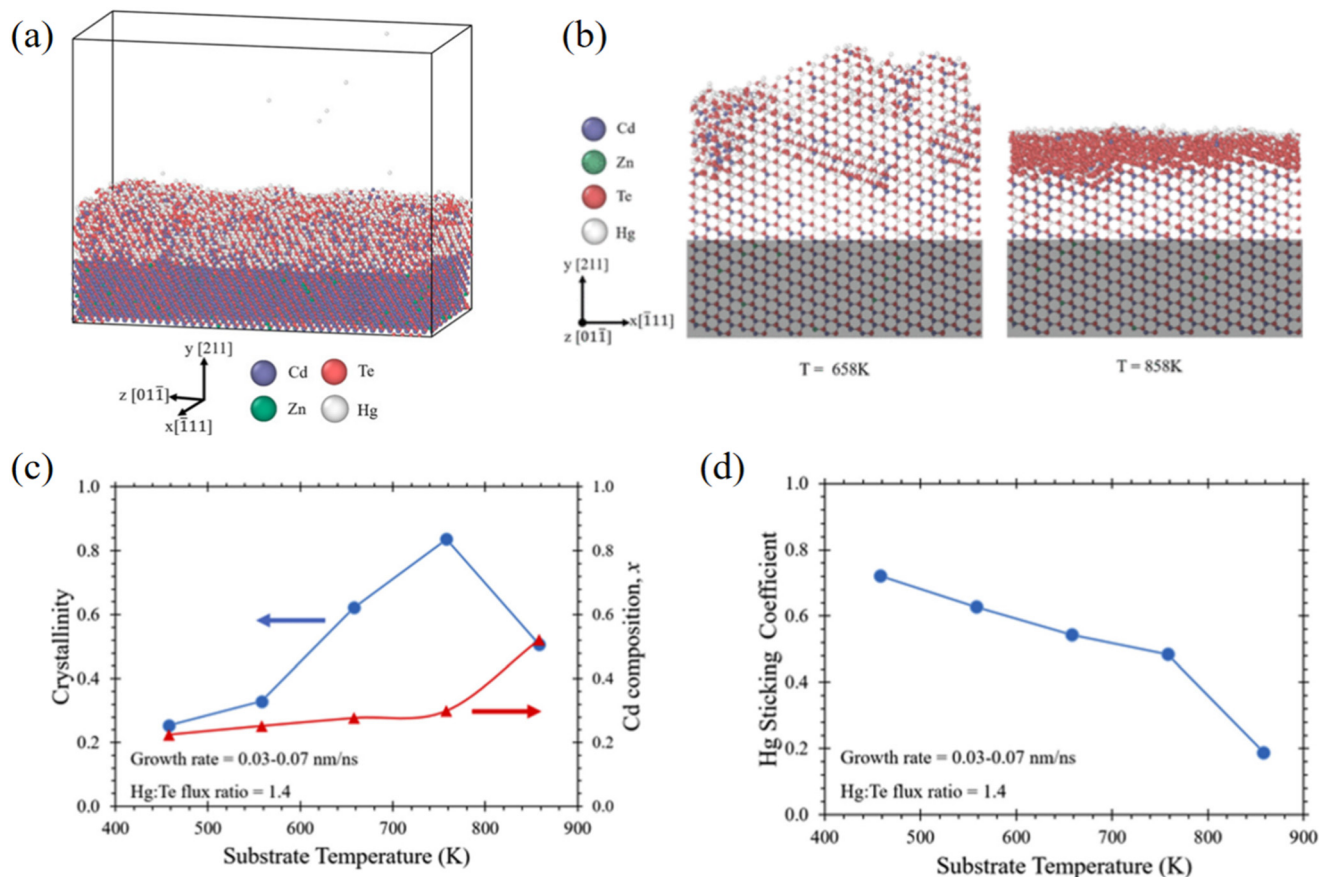 (a)
y [211]
z [011̅]
x[1̅11]
Cd
Te
Zn
Hg
(b)
Cd
Zn
Te
Hg
y [211]
x[1̅11]
z [011̅]
T = 658K
T = 858K
(c)
1.0
0.8
0.6
0.4
0.2
0.0
Crystallinity
1.0
0.8
0.6
0.4
0.2
0.0
Cd composition, x
Growth rate = 0.03-0.07 nm/ns
Hg:Te flux ratio = 1.4
400 500 600 700 800 900
Substrate Temperature (K)
(d)
1.0
0.8
0.6
0.4
0.2
0.0
Hg Sticking Coefficient
Growth rate = 0.03-0.07 nm/ns
Hg:Te flux ratio = 1.4
400 500 600 700 800 900
Substrate Temperature (K)